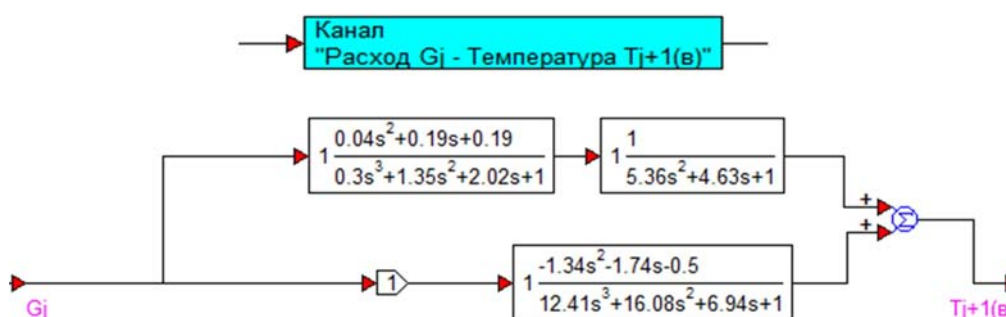 Канал
"Расход Gj - Температура Tj+1(в)"
1 0.04s²+0.19s+0.19
0.3s³+1.35s²+2.02s+1
1 1
5.36s²+4.63s+1
+
Σ
+
1
1 -1.34s²-1.74s-0.5
12.41s³+16.08s²+6.94s+1
Gj
Tj+1(в